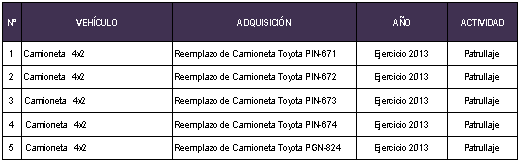 Nº VEHÍCULO ADQUISICIÓN AÑO ACTIVIDAD
1 Camioneta 4x2 Reemplazo de Camioneta Toyota PIN-671 Ejercicio 2013 Patrullaje
2 Camioneta 4x2 Reemplazo de Camioneta Toyota PIN-672 Ejercicio 2013 Patrullaje
3 Camioneta 4x2 Reemplazo de Camioneta Toyota PIN-673 Ejercicio 2013 Patrullaje
4 Camioneta 4x2 Reemplazo de Camioneta Toyota PIN-674 Ejercicio 2013 Patrullaje
5 Camioneta 4x2 Reemplazo de Camioneta Toyota PGN-824 Ejercicio 2013 Patrullaje